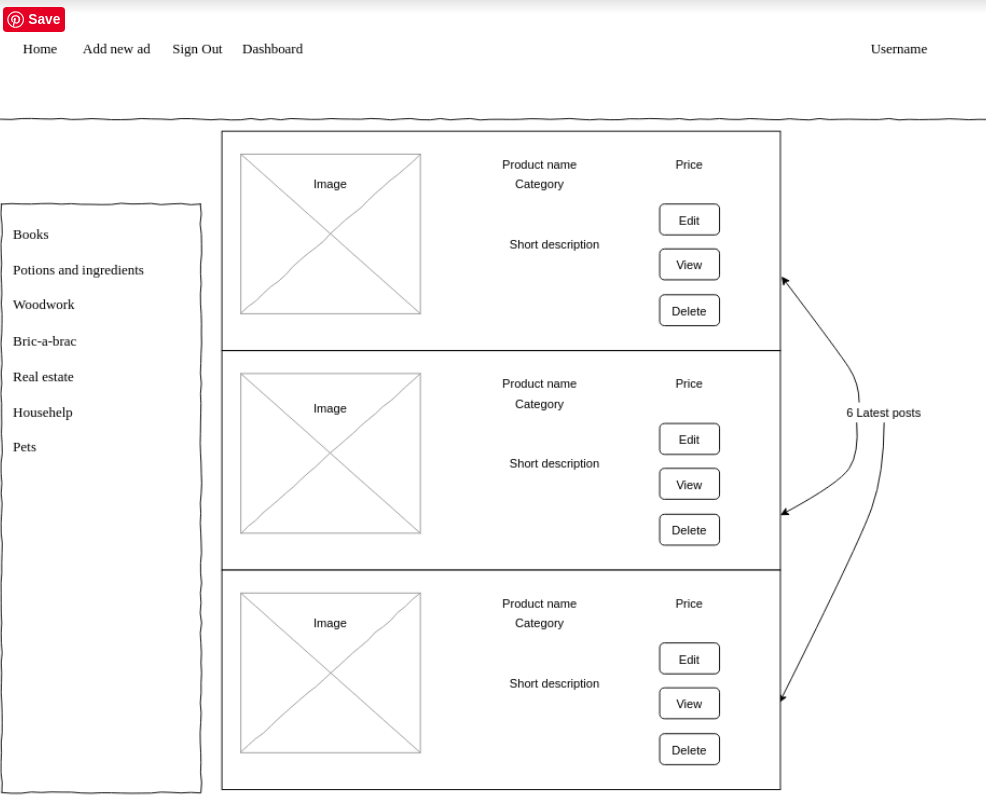 Save
Home Add new ad Sign Out Dashboard Username
Books
Potions and ingredients
Woodwork
Bric-a-brac
Real estate
Househelp
Pets
Image
Product name
Category
Short description
Price
Edit
View
Delete
Image
Product name
Category
Short description
Price
Edit
View
Delete
Image
Product name
Category
Short description
Price
Edit
View
Delete
6 Latest posts